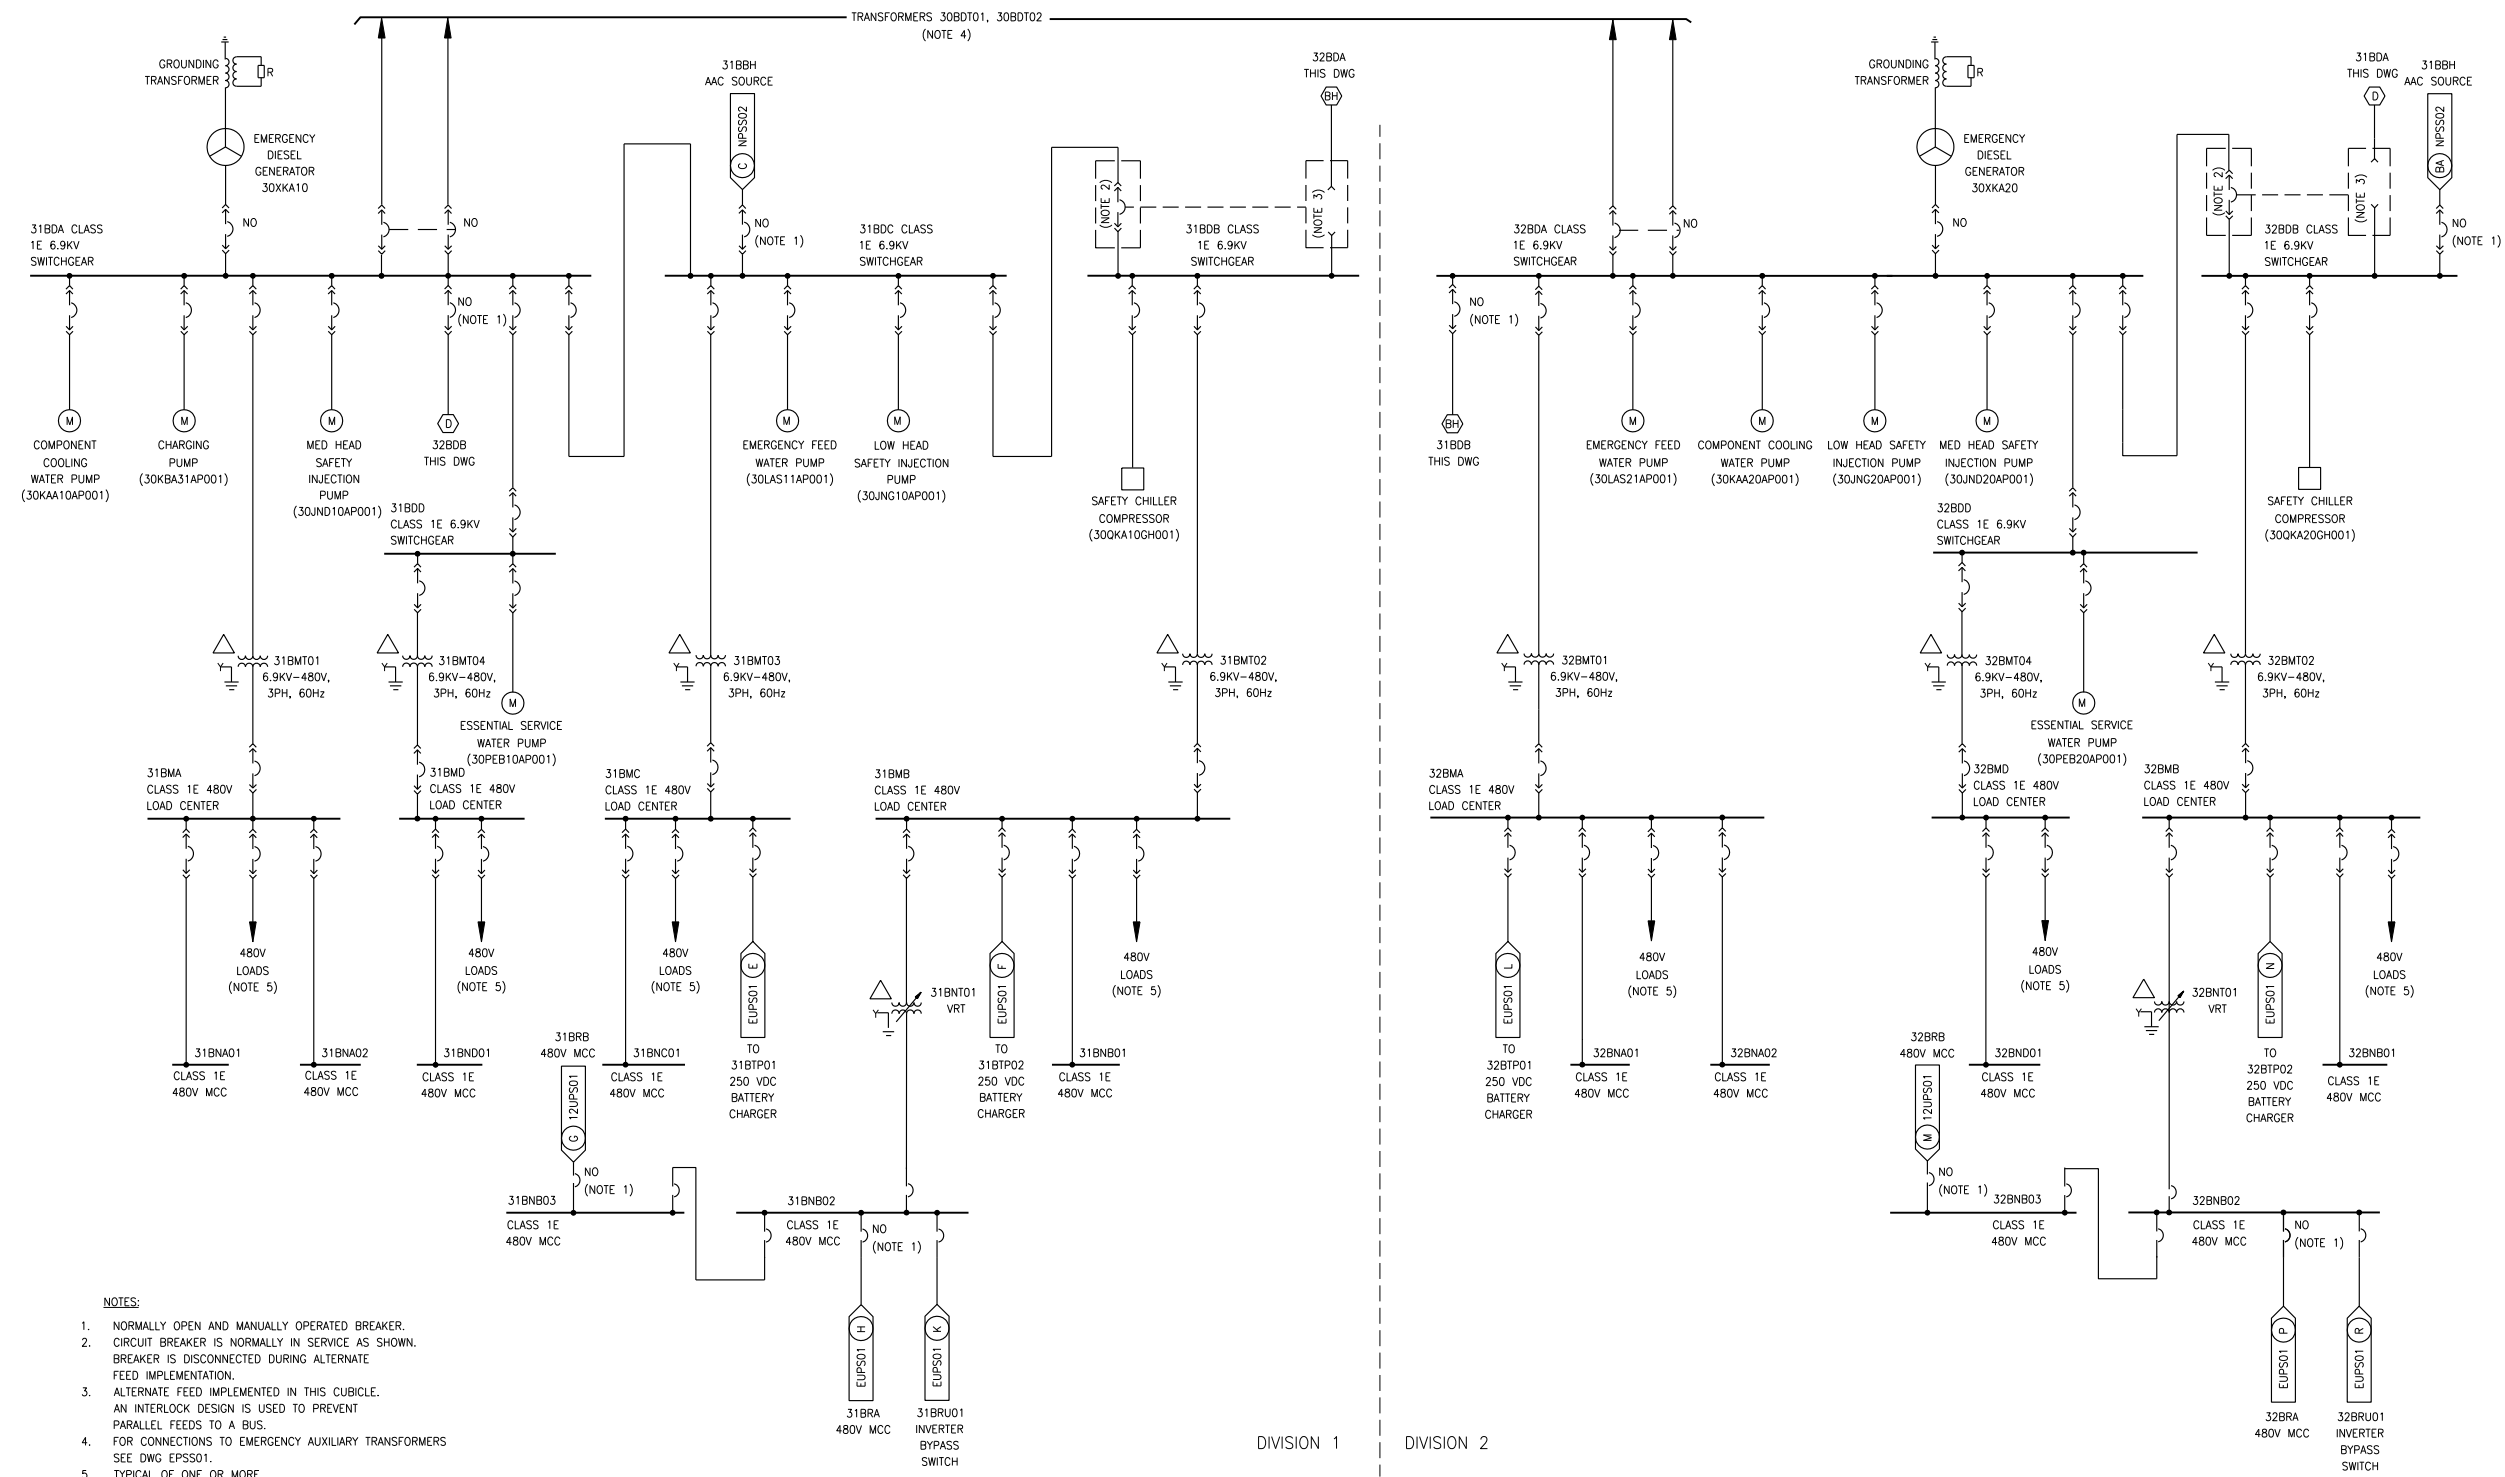 TRANSFORMERS 30BDT01, 30BDT02
(NOTE 4)
GROUNDING
TRANSFORMER
R
EMERGENCY
DIESEL
GENERATOR
30XKA10
NO
NO
31BBH
AAC SOURCE
C NPSS02
NO
(NOTE 1)
32BDA
THIS DWG
BH
(NOTE 2)
(NOTE 3)
31BDA CLASS
1E 6.9KV
SWITCHGEAR
31BDC CLASS
1E 6.9KV
SWITCHGEAR
31BDB CLASS
1E 6.9KV
SWITCHGEAR
NO
(NOTE 1)
M
COMPONENT
COOLING
WATER PUMP
(30KAA10AP001)
M
CHARGING
PUMP
(30KBA31AP001)
M
MED HEAD
SAFETY
INJECTION
PUMP
(30JND10AP001)
D
32BDB
THIS DWG
M
EMERGENCY FEED
WATER PUMP
(30LAS11AP001)
M
LOW HEAD
SAFETY INJECTION
PUMP
(30JNG10AP001)
SAFETY CHILLER
COMPRESSOR
(30QKA10GH001)
31BDD
CLASS 1E 6.9KV
SWITCHGEAR
Y
31BMT01
6.9KV-480V,
3PH, 60Hz
Y
31BMT04
6.9KV-480V,
3PH, 60Hz
M
ESSENTIAL SERVICE
WATER PUMP
(30PEB10AP001)
Y
31BMT03
6.9KV-480V,
3PH, 60Hz
Y
31BMT02
6.9KV-480V,
3PH, 60Hz
31BMA
CLASS 1E 480V
LOAD CENTER
31BMD
CLASS 1E 480V
LOAD CENTER
31BMC
CLASS 1E 480V
LOAD CENTER
31BMB
CLASS 1E 480V
LOAD CENTER
480V
LOADS
(NOTE 5)
480V
LOADS
(NOTE 5)
480V
LOADS
(NOTE 5)
480V
LOADS
(NOTE 5)
31BNA01
CLASS 1E
480V MCC
31BNA02
CLASS 1E
480V MCC
31BND01
CLASS 1E
480V MCC
31BRB
480V MCC
G 12UPS01
NO
(NOTE 1)
31BNC01
CLASS 1E
480V MCC
EUPS01 E
TO
31BTP01
250 VDC
BATTERY
CHARGER
Y
31BNT01
VRT
EUPS01 F
TO
31BTP02
250 VDC
BATTERY
CHARGER
31BNB01
CLASS 1E
480V MCC
31BNB03
CLASS 1E
480V MCC
31BNB02
CLASS 1E
480V MCC
NO
(NOTE 1)
EUPS01 H
31BRA
480V MCC
EUPS01 K
31BRU01
INVERTER
BYPASS
SWITCH
DIVISION 1
DIVISION 2
GROUNDING
TRANSFORMER
R
EMERGENCY
DIESEL
GENERATOR
30XKA20
NO
NO
31BDA
THIS DWG
D
31BBH
AAC SOURCE
BA NPSS02
NO
(NOTE 1)
(NOTE 2)
(NOTE 3)
32BDA CLASS
1E 6.9KV
SWITCHGEAR
32BDB CLASS
1E 6.9KV
SWITCHGEAR
NO
(NOTE 1)
BH
31BDB
THIS DWG
M
EMERGENCY FEED
WATER PUMP
(30LAS21AP001)
M
COMPONENT COOLING
WATER PUMP
(30KAA20AP001)
M
LOW HEAD SAFETY
INJECTION PUMP
(30JNG20AP001)
M
MED HEAD SAFETY
INJECTION PUMP
(30JND20AP001)
SAFETY CHILLER
COMPRESSOR
(30QKA20GH001)
32BDD
CLASS 1E 6.9KV
SWITCHGEAR
Y
32BMT01
6.9KV-480V,
3PH, 60Hz
Y
32BMT04
6.9KV-480V,
3PH, 60Hz
M
ESSENTIAL SERVICE
WATER PUMP
(30PEB20AP001)
Y
32BMT02
6.9KV-480V,
3PH, 60Hz
32BMA
CLASS 1E 480V
LOAD CENTER
32BMD
CLASS 1E 480V
LOAD CENTER
32BMB
CLASS 1E 480V
LOAD CENTER
EUPS01 L
TO
32BTP01
250 VDC
BATTERY
CHARGER
480V
LOADS
(NOTE 5)
480V
LOADS
(NOTE 5)
480V
LOADS
(NOTE 5)
32BNA01
CLASS 1E
480V MCC
32BNA02
CLASS 1E
480V MCC
32BRB
480V MCC
M 12UPS01
NO
(NOTE 1)
32BND01
CLASS 1E
480V MCC
Y
32BNT01
VRT
EUPS01 N
TO
32BTP02
250 VDC
BATTERY
CHARGER
32BNB01
CLASS 1E
480V MCC
32BNB03
CLASS 1E
480V MCC
32BNB02
CLASS 1E
480V MCC
NO
(NOTE 1)
EUPS01 P
32BRA
480V MCC
EUPS01 R
32BRU01
INVERTER
BYPASS
SWITCH
NOTES:
1. NORMALLY OPEN AND MANUALLY OPERATED BREAKER.
2. CIRCUIT BREAKER IS NORMALLY IN SERVICE AS SHOWN.
BREAKER IS DISCONNECTED DURING ALTERNATE
FEED IMPLEMENTATION.
3. ALTERNATE FEED IMPLEMENTED IN THIS CUBICLE.
AN INTERLOCK DESIGN IS USED TO PREVENT
PARALLEL FEEDS TO A BUS.
4. FOR CONNECTIONS TO EMERGENCY AUXILIARY TRANSFORMERS
SEE DWG EPSS01.
5. TYPICAL OF ONE OR MORE